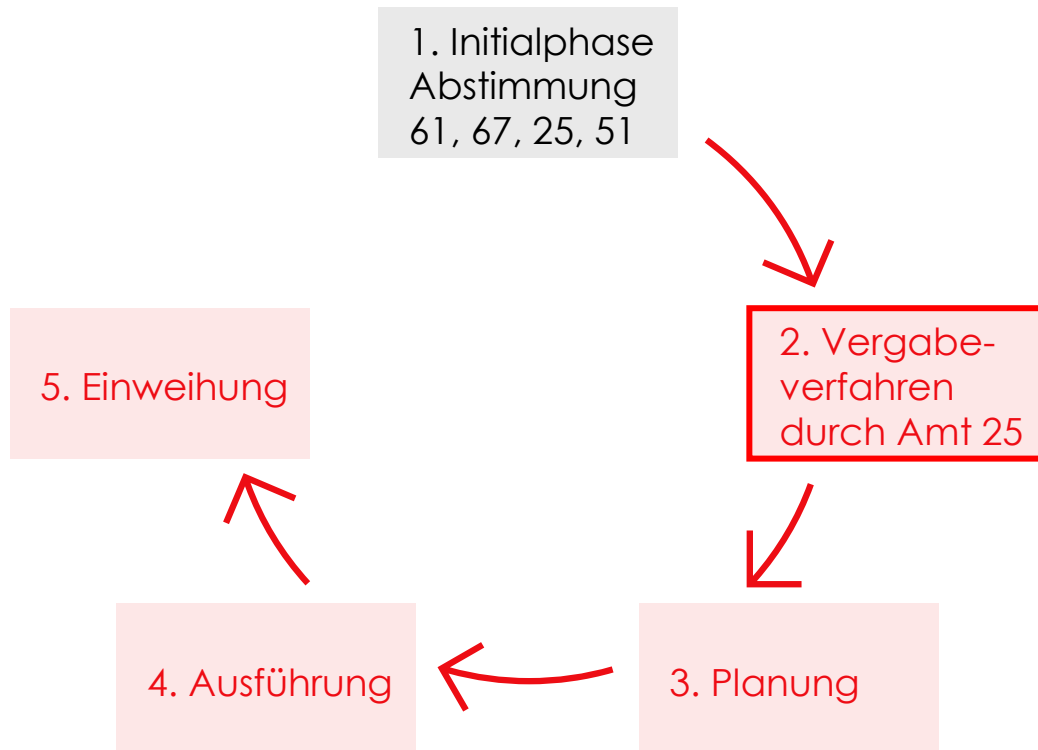 1. Initialphase
Abstimmung
61, 67, 25, 51
2. Vergabe-
verfahren
durch Amt 25
3. Planung
4. Ausführung
5. Einweihung